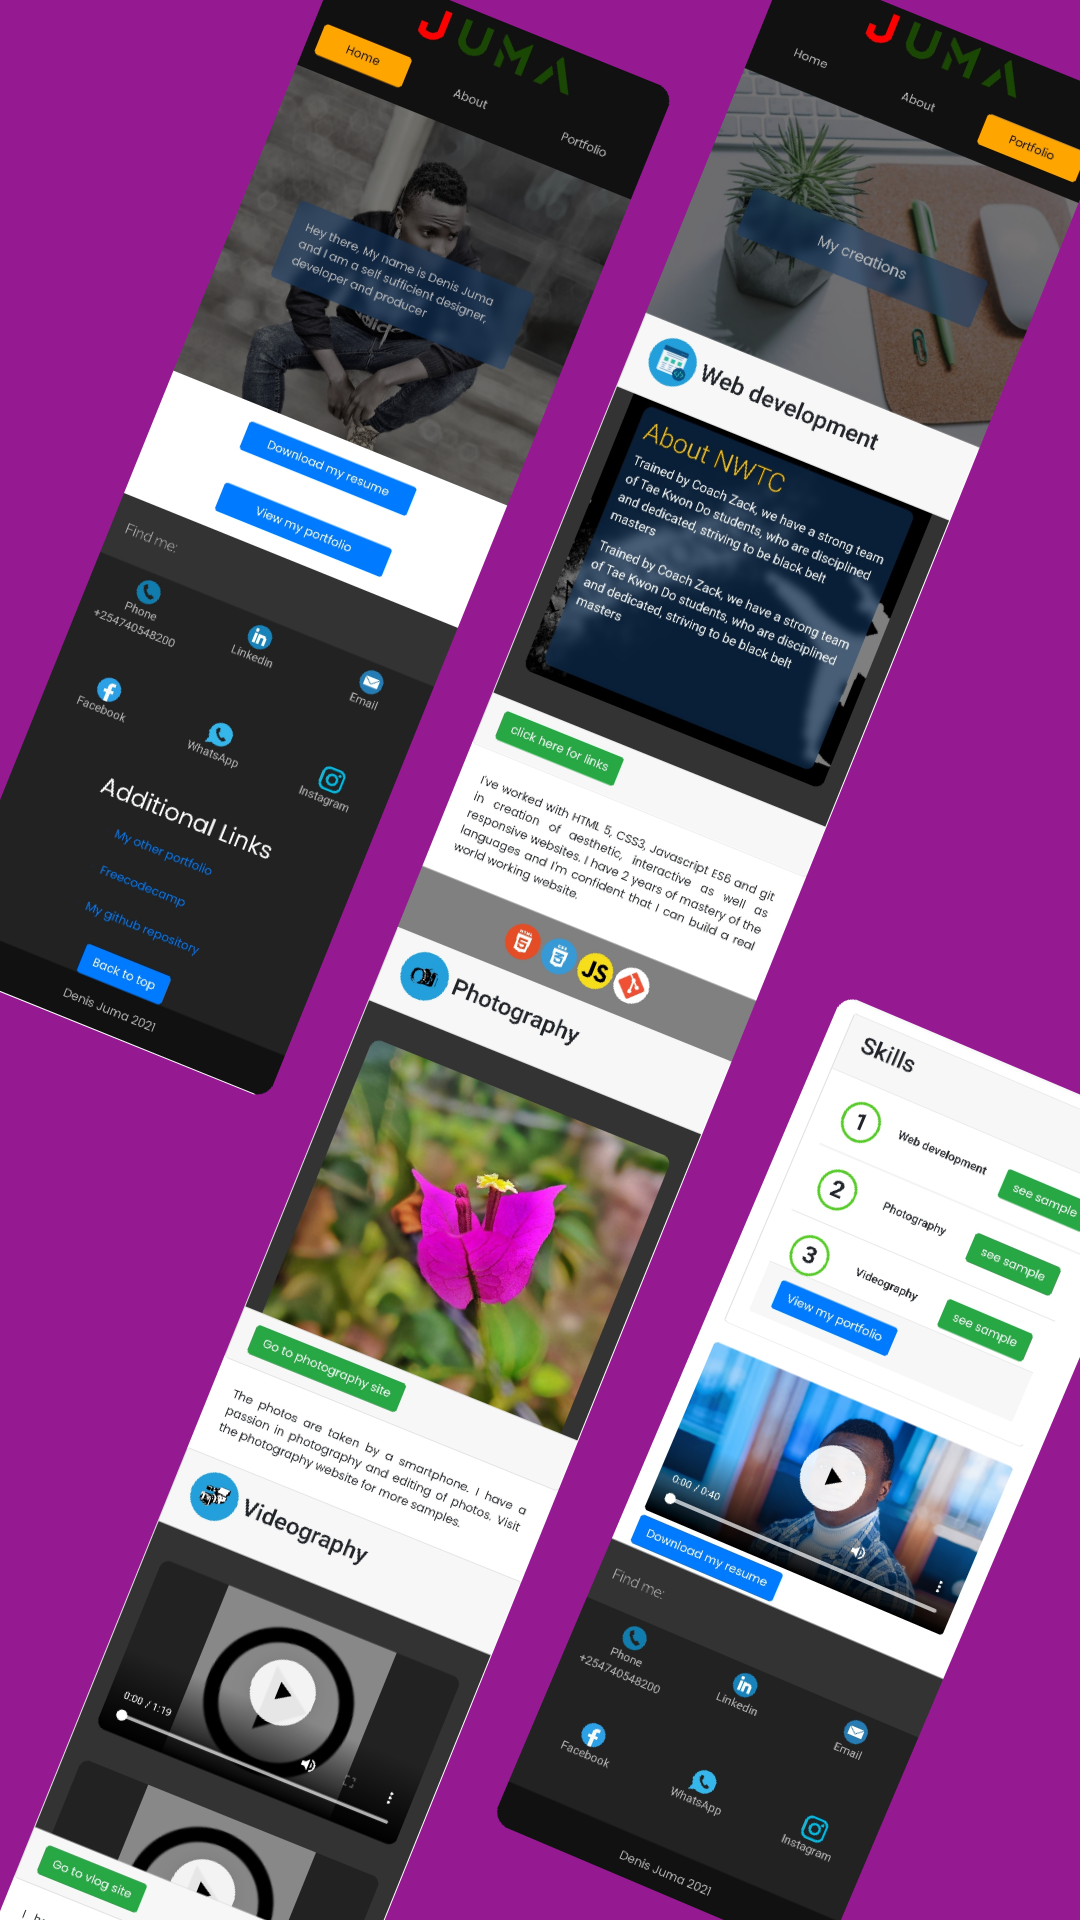 JUMA
Home
About
Portfolio
Hey there, My name is Denis Juma
and I am a self sufficient designer,
developer and producer
Download my resume
View my portfolio
Find me:
Phone
+254740548200
Linkedin
Email
Facebook
WhatsApp
Instagram
Additional Links
My other portfolio
Freecodecamp
My github repository
Back to top
Denis Juma 2021
JUMA
Home
About
Portfolio
My creations
Web development
About NWTC
Trained by Coach Zack, we have a strong team
of Tae Kwon Do students, who are disciplined
and dedicated, striving to be black belt
masters
Trained by Coach Zack, we have a strong team
of Tae Kwon Do students, who are disciplined
and dedicated, striving to be black belt
masters
click here for links
I've worked with HTML 5, CSS3, Javascript ES6 and git
in creation of aesthetic, interactive as well as
responsive websites. I have 2 years of mastery of the
languages and I'm confident that I can build a real
world working website.
HTML
5
CSS
JS
Photography
Go to photography site
The photos are taken by a smartphone. I have a
passion in photography and editing of photos. Visit
the photography website for more samples.
Videography
0:00 / 1:19
Go to vlog site
Skills
1
Web development
see sample
2
Photography
see sample
3
Videography
see sample
View my portfolio
0:00 / 0:40
Download my resume
Find me:
Phone
+254740548200
Linkedin
Email
Facebook
WhatsApp
Instagram
Denis Juma 2021